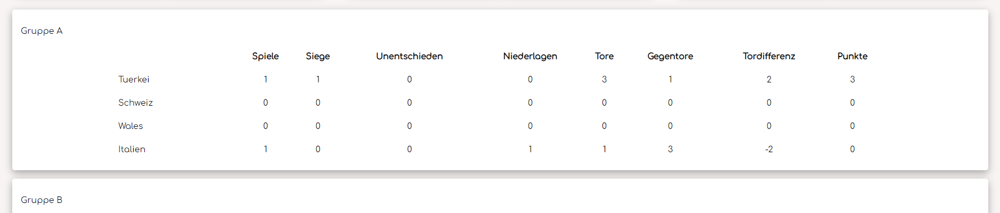 Gruppe A
Spiele Siege Unentschieden Niederlagen Tore Gegentore Tordifferenz Punkte
Tuerkei 1 1 0 0 3 1 2 3
Schweiz 0 0 0 0 0 0 0 0
Wales 0 0 0 0 0 0 0 0
Italien 1 0 0 1 1 3 -2 0
Gruppe B